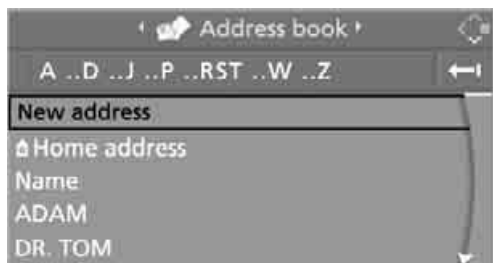 Address book
A ..D ..J ..P ..RST ..W ..Z
New address
Home address
Name
ADAM
DR. TOM